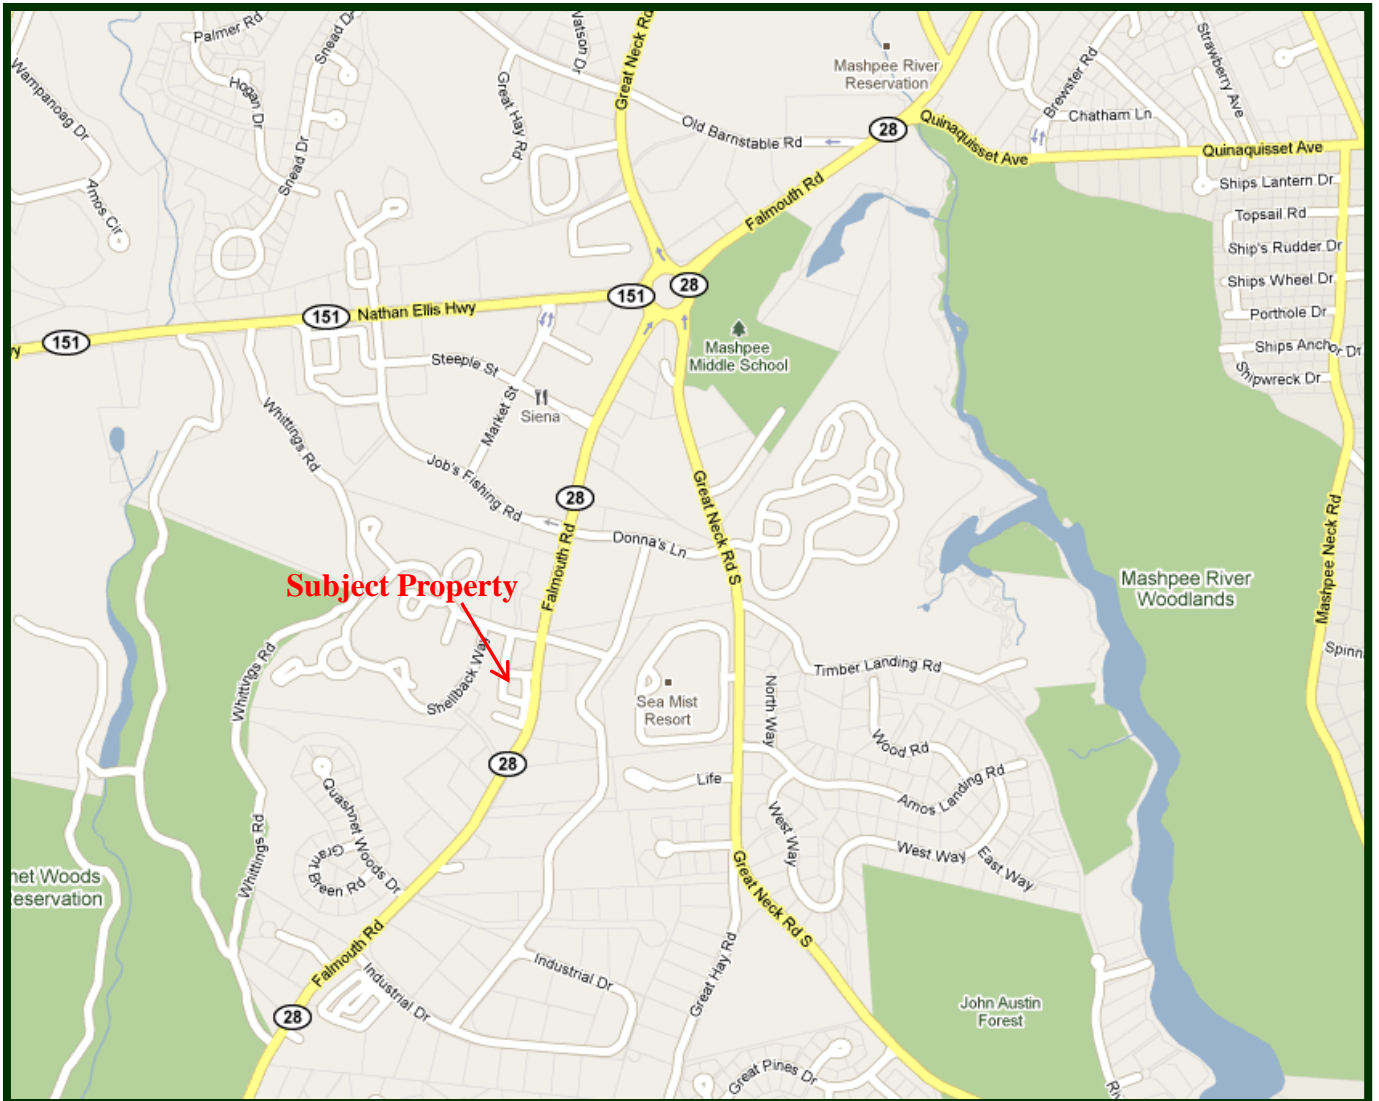 Palmer Rd
Snead Dr
Watson Dr
Great Neck Rd
Mashpee River
Reservation
Brewster Rd
Strawberry Ave
Wampanoag Dr
Hogan Dr
Great Hay Rd
Chatham Ln
Old Barnstable Rd
28
Quinaquisset Ave
Quinaquisset Ave
Snead Dr
Amos Cir
Falmouth Rd
Ships Lantern Dr
Topsail Rd
Ship's Rudder Dr
Ships Wheel Dr
Porthole Dr
Ships Anchor Dr
Shipwreck Dr
151
28
151
Nathan Ellis Hwy
151
Mashpee
Middle School
Steeple St
Siena
Market St
Whittings Rd
Job's Fishing Rd
28
Great Neck Rd S
Donna's Ln
Falmouth Rd
Mashpee Neck Rd
Mashpee River
Woodlands
Subject Property
Whittings Rd
Shellback Way
Timber Landing Rd
Spinn
Sea Mist
Resort
North Way
Wood Rd
28
Life
Amos Landing Rd
Quashnet Woods Dr
Grant Breen Rd
Whittings Rd
West Way
West Way
East Way
net Woods
eservation
Great Neck Rd S
Falmouth Rd
Industrial Dr
Industrial Dr
Great Hay Rd
John Austin
Forest
28
Great Pines Dr